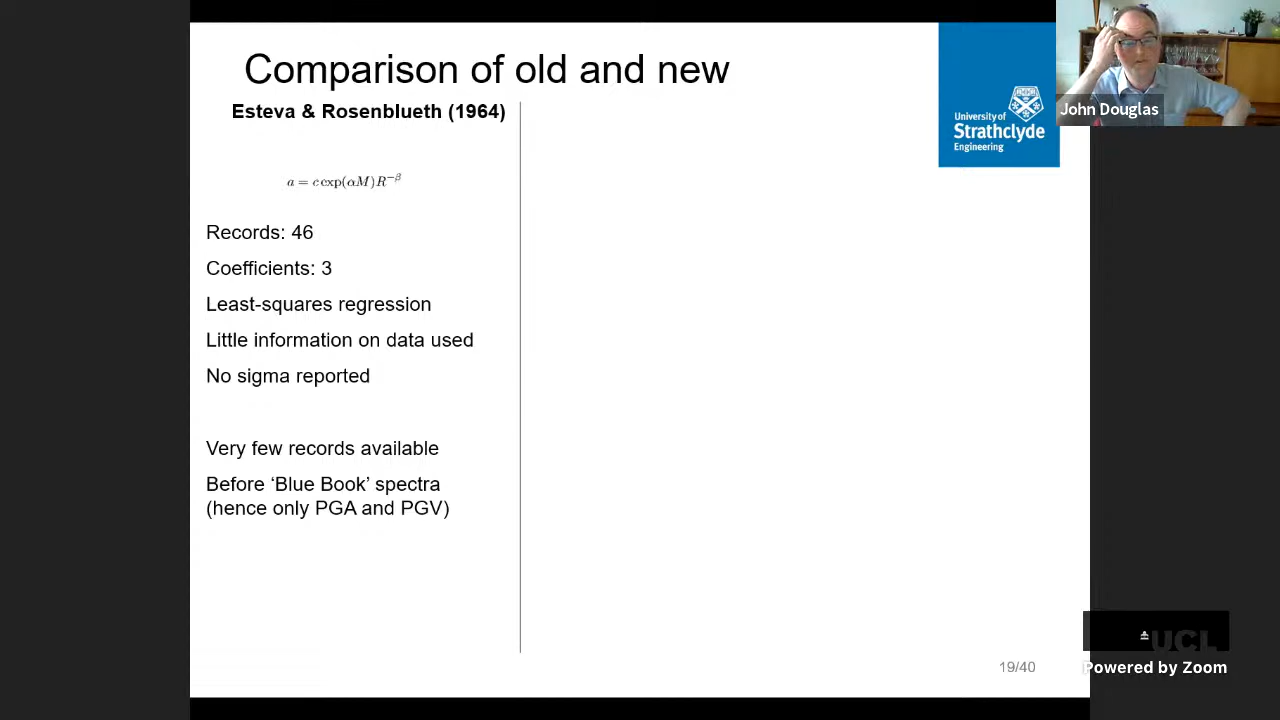 Comparison of old and new
Esteva & Rosenblueth (1964)
a = c exp(αM)R^−β
Records: 46
Coefficients: 3
Least-squares regression
Little information on data used
No sigma reported
Very few records available
Before ‘Blue Book’ spectra
(hence only PGA and PGV)
University of
Strathclyde
Engineering
John Douglas
19/40
UCL
Powered by Zoom